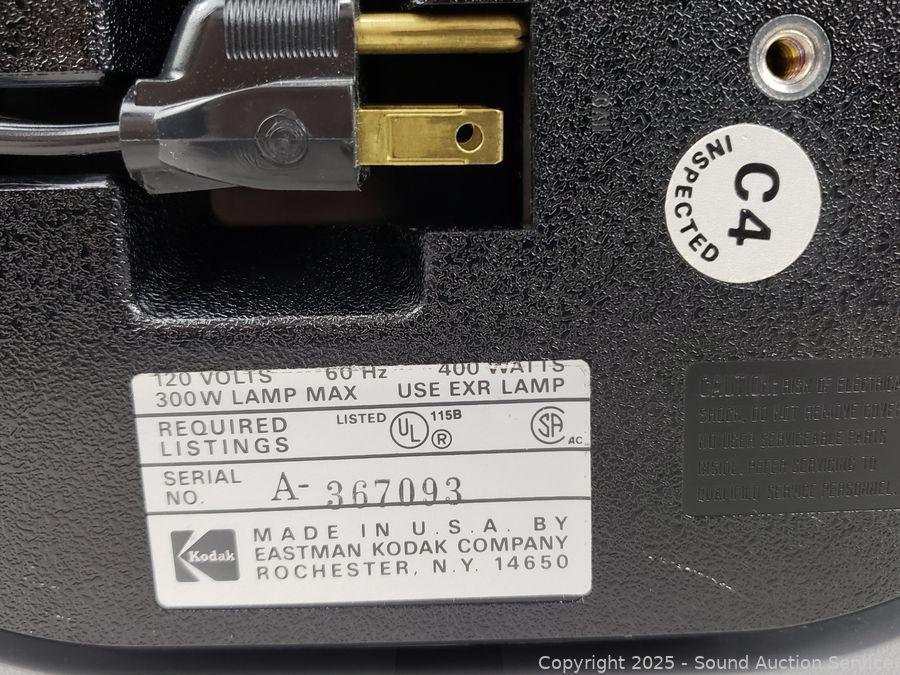 INSPECTED
C4
120 VOLTS 60 Hz 400 WATTS
300W LAMP MAX USE EXR LAMP
REQUIRED LISTINGS
LISTED UL ® 115B
SA AC
SERIAL NO. A- 367093
Kodak
MADE IN U.S.A. BY
EASTMAN KODAK COMPANY
ROCHESTER, N.Y. 14650
CAUTION: RISK OF ELECTRICAL
SHOCK, DO NOT REMOVE COVER
NO USER SERVICEABLE PARTS
INSIDE, REFER SERVICING TO
QUALIFIED SERVICE PERSONNEL.
Copyright 2025 - Sound Auction Service